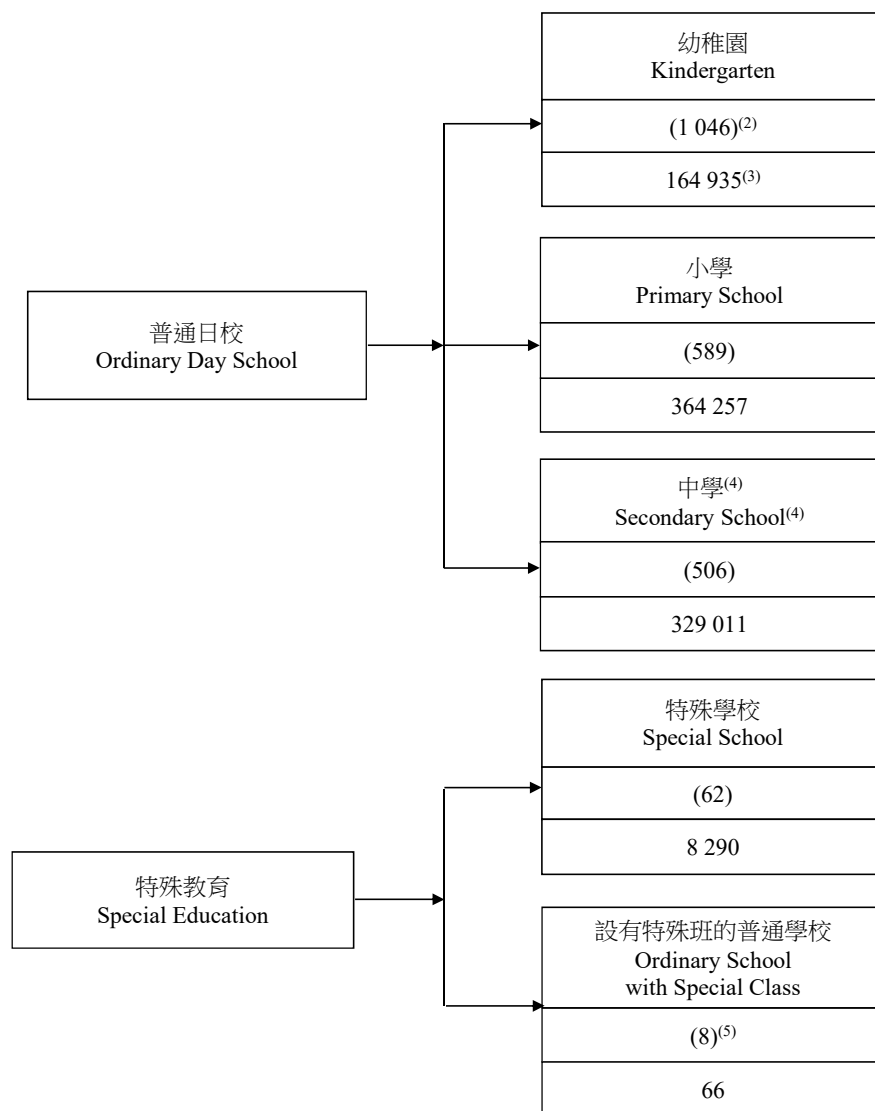 幼稚園
Kindergarten
(1 046)(2)
164 935(3)
小學
Primary School
(589)
364 257
普通日校
Ordinary Day School
中學(4)
Secondary School(4)
(506)
329 011
特殊學校
Special School
(62)
8 290
特殊教育
Special Education
設有特殊班的普通學校
Ordinary School
with Special Class
(8)(5)
66